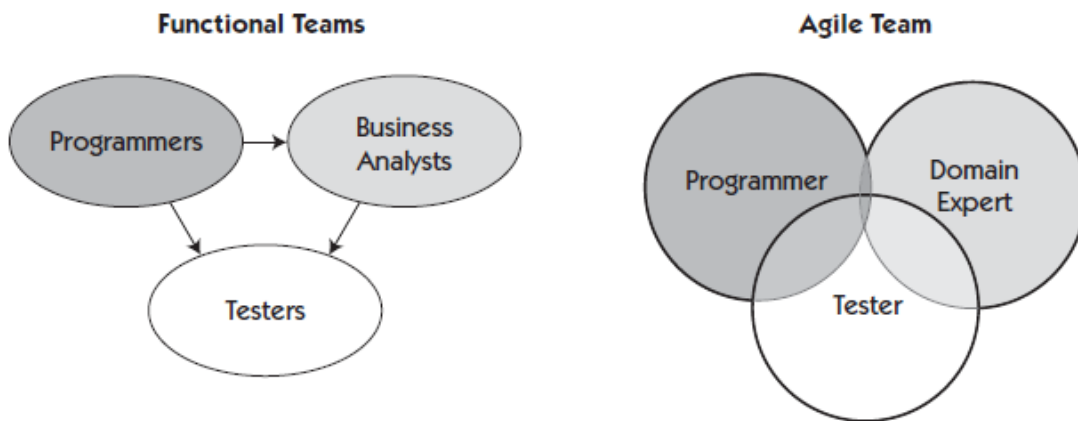 Functional Teams
Agile Team
Programmers
Business
Analysts
Testers
Programmer
Domain
Expert
Tester